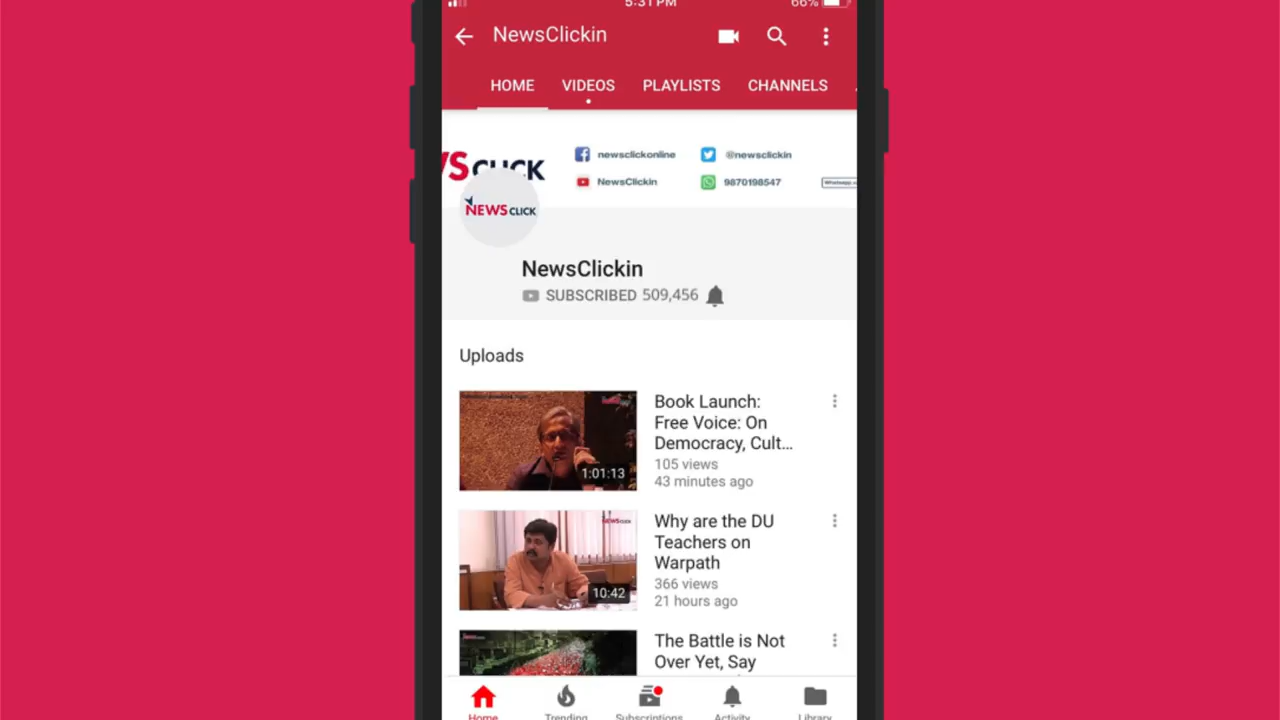 5:31 PM
66%
NewsClickin
HOME
VIDEOS
PLAYLISTS
CHANNELS
WS CLICK
newsclickonline
@newsclickin
NewsClickin
9870198547
NEWSCLICK
NewsClickin
SUBSCRIBED 509,456
Uploads
Book Launch:
Free Voice: On
Democracy, Cult...
105 views
43 minutes ago
1:01:13
Why are the DU
Teachers on
Warpath
366 views
21 hours ago
NEWSCLICK
10:42
The Battle is Not
Over Yet, Say
Home
Trending
Subscriptions
Activity
Library